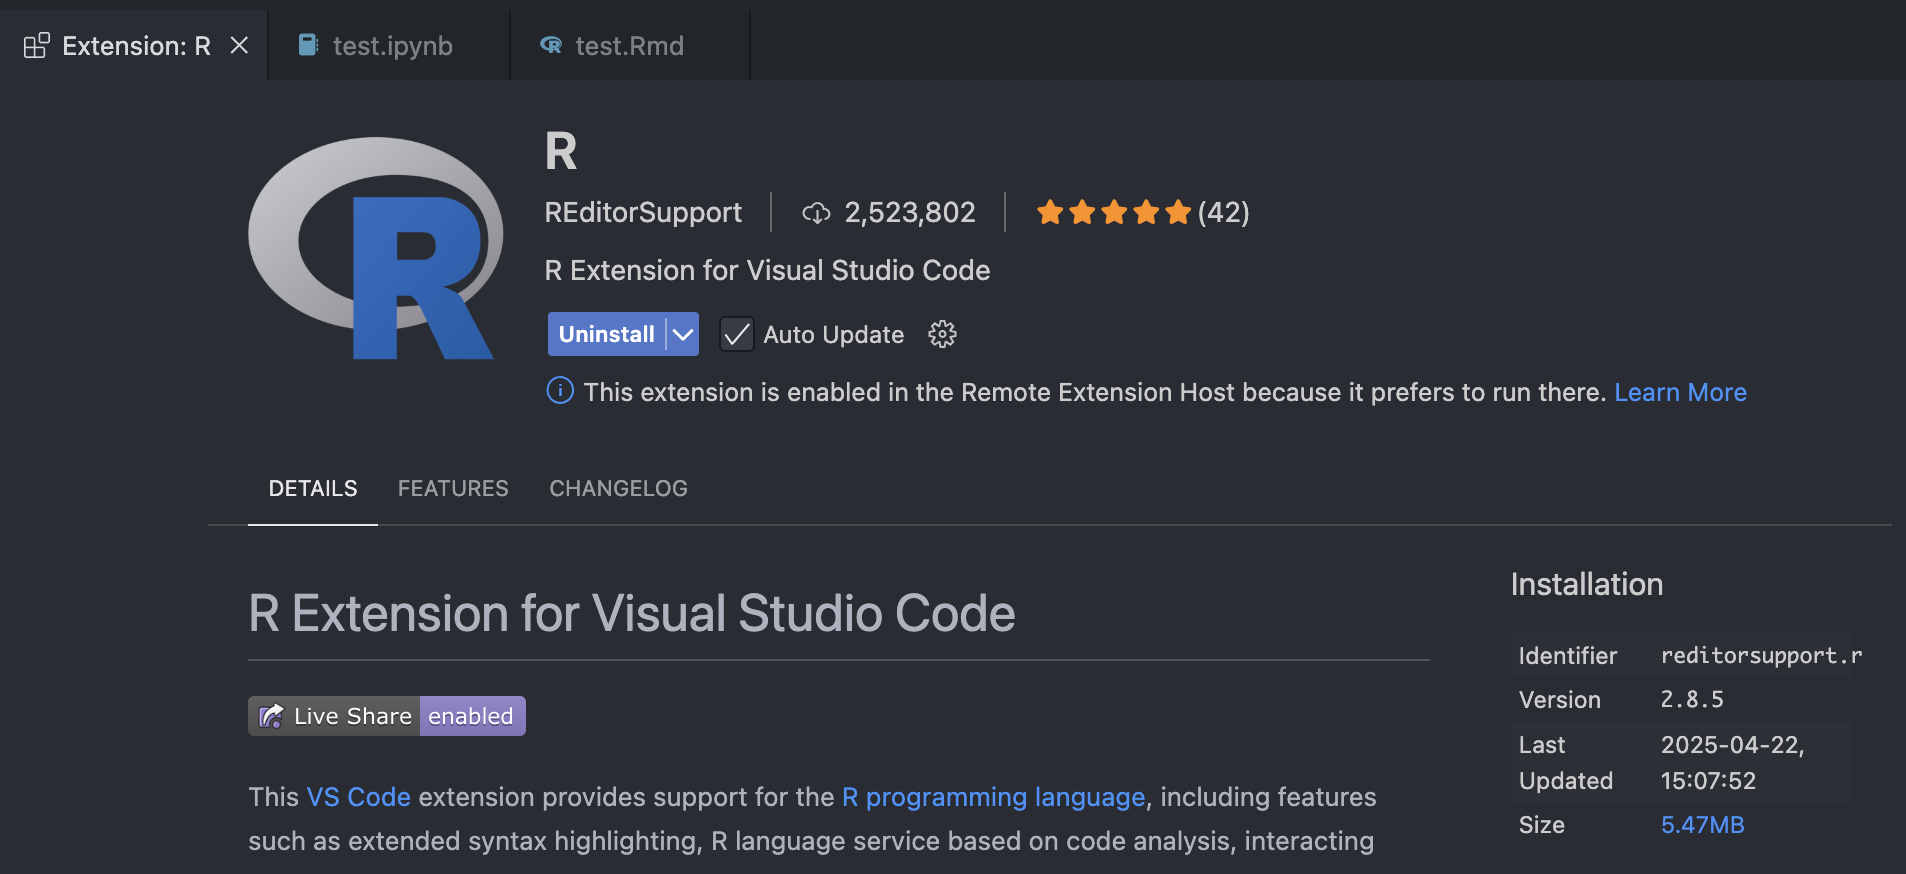 Extension: R
test.ipynb
test.Rmd
R
R
REditorSupport
2,523,802
(42)
R Extension for Visual Studio Code
Uninstall
Auto Update
This extension is enabled in the Remote Extension Host because it prefers to run there. Learn More
DETAILS
FEATURES
CHANGELOG
R Extension for Visual Studio Code
Live Share enabled
This VS Code extension provides support for the R programming language, including features
such as extended syntax highlighting, R language service based on code analysis, interacting
Installation
Identifier reditorsupport.r
Version 2.8.5
Last Updated 2025-04-22, 15:07:52
Size 5.47MB